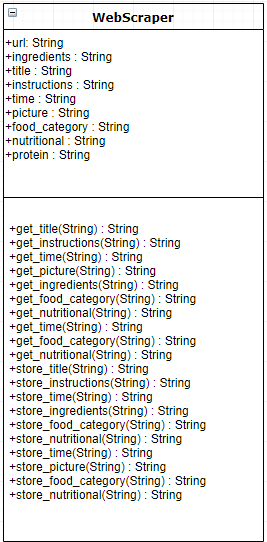 WebScraper
+url: String
+ingredients : String
+title : String
+instructions : String
+time : String
+picture : String
+food_category : String
+nutritional : String
+protein : String
+get_title(String) : String
+get_instructions(String) : String
+get_time(String) : String
+get_picture(String) : String
+get_ingredients(String) : String
+get_food_category(String) : String
+get_nutritional(String) : String
+get_time(String) : String
+get_food_category(String) : String
+get_nutritional(String) : String
+store_title(String) : String
+store_instructions(String) : String
+store_time(String) : String
+store_ingredients(String) : String
+store_food_category(String) : String
+store_nutritional(String) : String
+store_time(String) : String
+store_picture(String) : String
+store_food_category(String) : String
+store_nutritional(String) : String